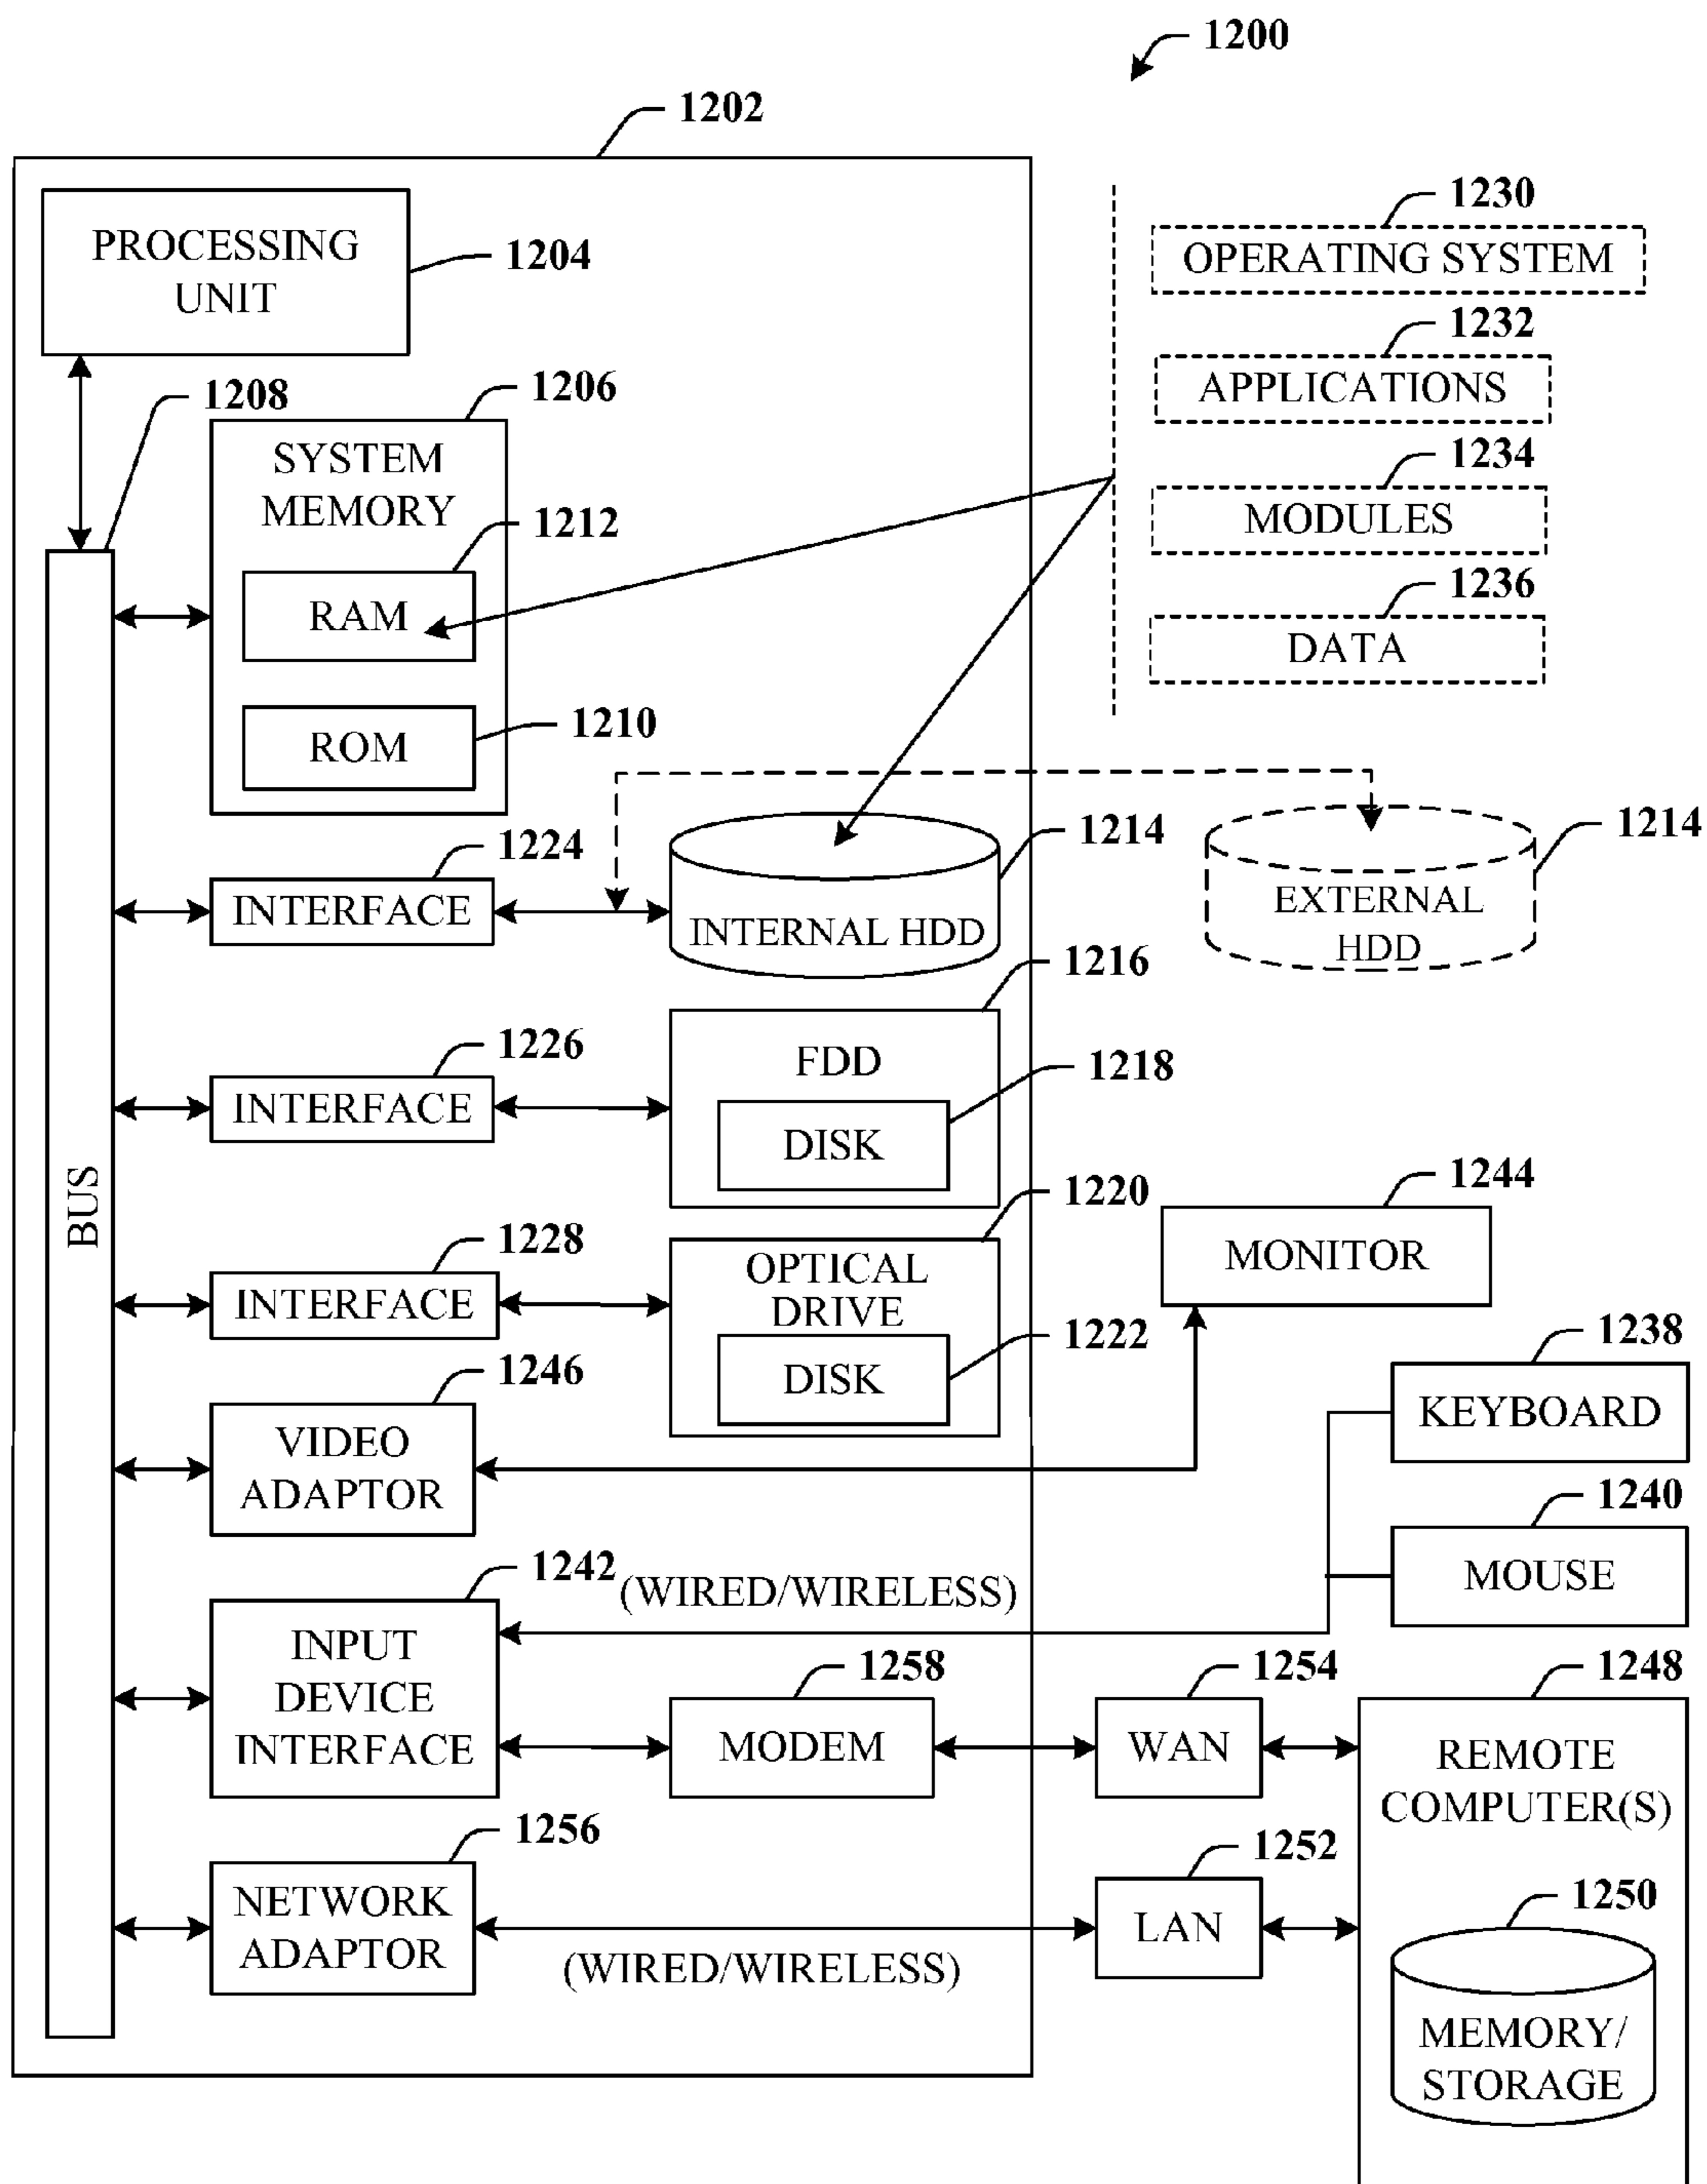 1200
1202
PROCESSING
UNIT
1204
1230
OPERATING SYSTEM
1232
APPLICATIONS
1234
MODULES
1236
DATA
1208
1206
SYSTEM
MEMORY
1212
RAM
1210
ROM
1224
INTERFACE
1214
INTERNAL HDD
1214
EXTERNAL
HDD
1226
INTERFACE
1216
FDD
1218
DISK
BUS
1228
INTERFACE
1220
OPTICAL
DRIVE
1222
DISK
1244
MONITOR
1246
VIDEO
ADAPTOR
1238
KEYBOARD
1240
MOUSE
1242
(WIRED/WIRELESS)
INPUT
DEVICE
INTERFACE
1258
MODEM
1254
WAN
1248
REMOTE
COMPUTER(S)
1256
NETWORK
ADAPTOR
(WIRED/WIRELESS)
1252
LAN
1250
MEMORY/
STORAGE